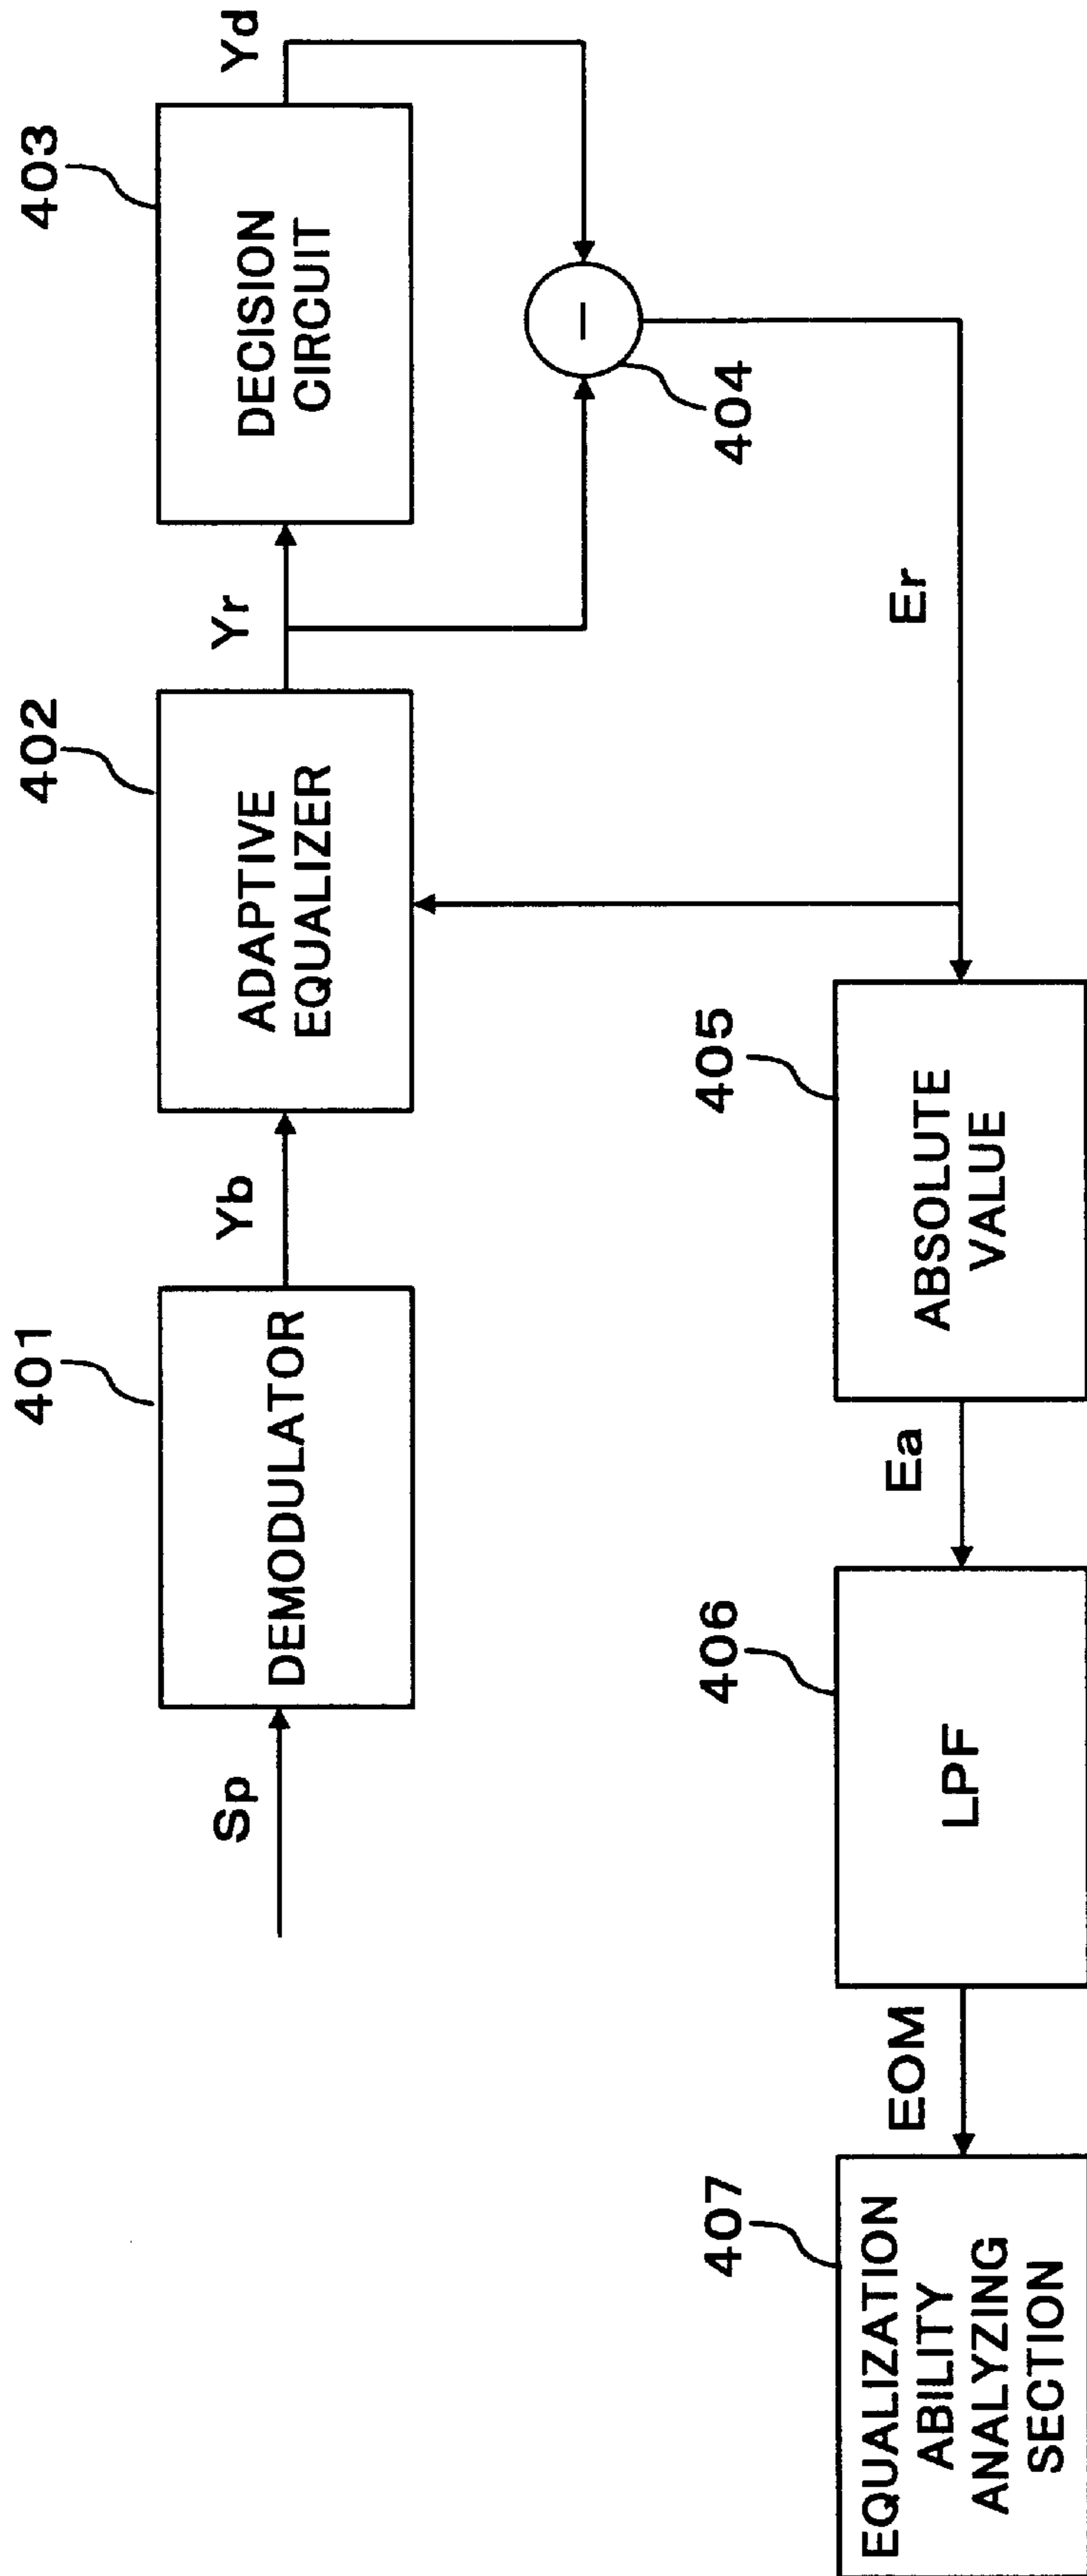 401
402
403
Sp
DEMODULATOR
Yb
ADAPTIVE
EQUALIZER
Yr
DECISION
CIRCUIT
Yd
–
404
Er
407
406
405
EQUALIZATION
ABILITY
ANALYZING
SECTION
EOM
LPF
Ea
ABSOLUTE
VALUE